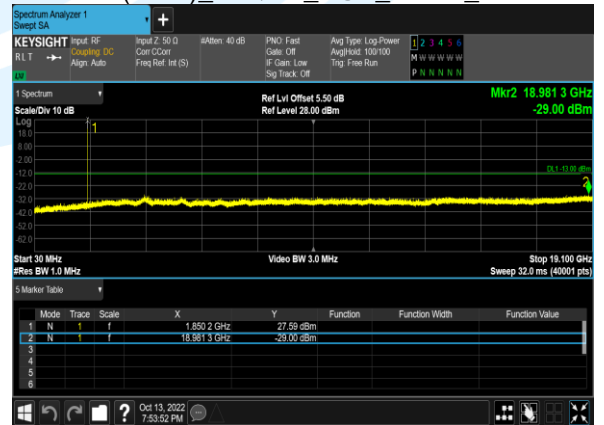 Spectrum Analyzer 1
Swept SA
KEYSIGHT
RLT
LV
Input: RF
Coupling: DC
Align: Auto
Input Z: 50 Ω
Corr CCorr
Freq Ref: Int (S)
#Atten: 40 dB
PNO: Fast
Gate: Off
IF Gain: Low
Sig Track: Off
Avg Type: Log-Power
Avg|Hold: 100/100
Trig: Free Run
1 2 3 4 5 6
M W W W W W
P N N N N N
1 Spectrum
Scale/Div 10 dB
Log
Ref Lvl Offset 5.50 dB
Ref Level 28.00 dBm
Mkr2 18.981 3 GHz
-29.00 dBm
1
18.0
8.00
-2.00
-12.0
-22.0
-32.0
-42.0
-52.0
-62.0
DL1 -13.00 dBm
2
Start 30 MHz
#Res BW 1.0 MHz
Video BW 3.0 MHz
Stop 19.100 GHz
Sweep 32.0 ms (40001 pts)
5 Marker Table
Mode Trace Scale X Y Function Function Width Function Value
1 N 1 f 1.850 2 GHz 27.59 dBm
2 N 1 f 18.981 3 GHz -29.00 dBm
3
4
5
6
Oct 13, 2022
7:53:52 PM